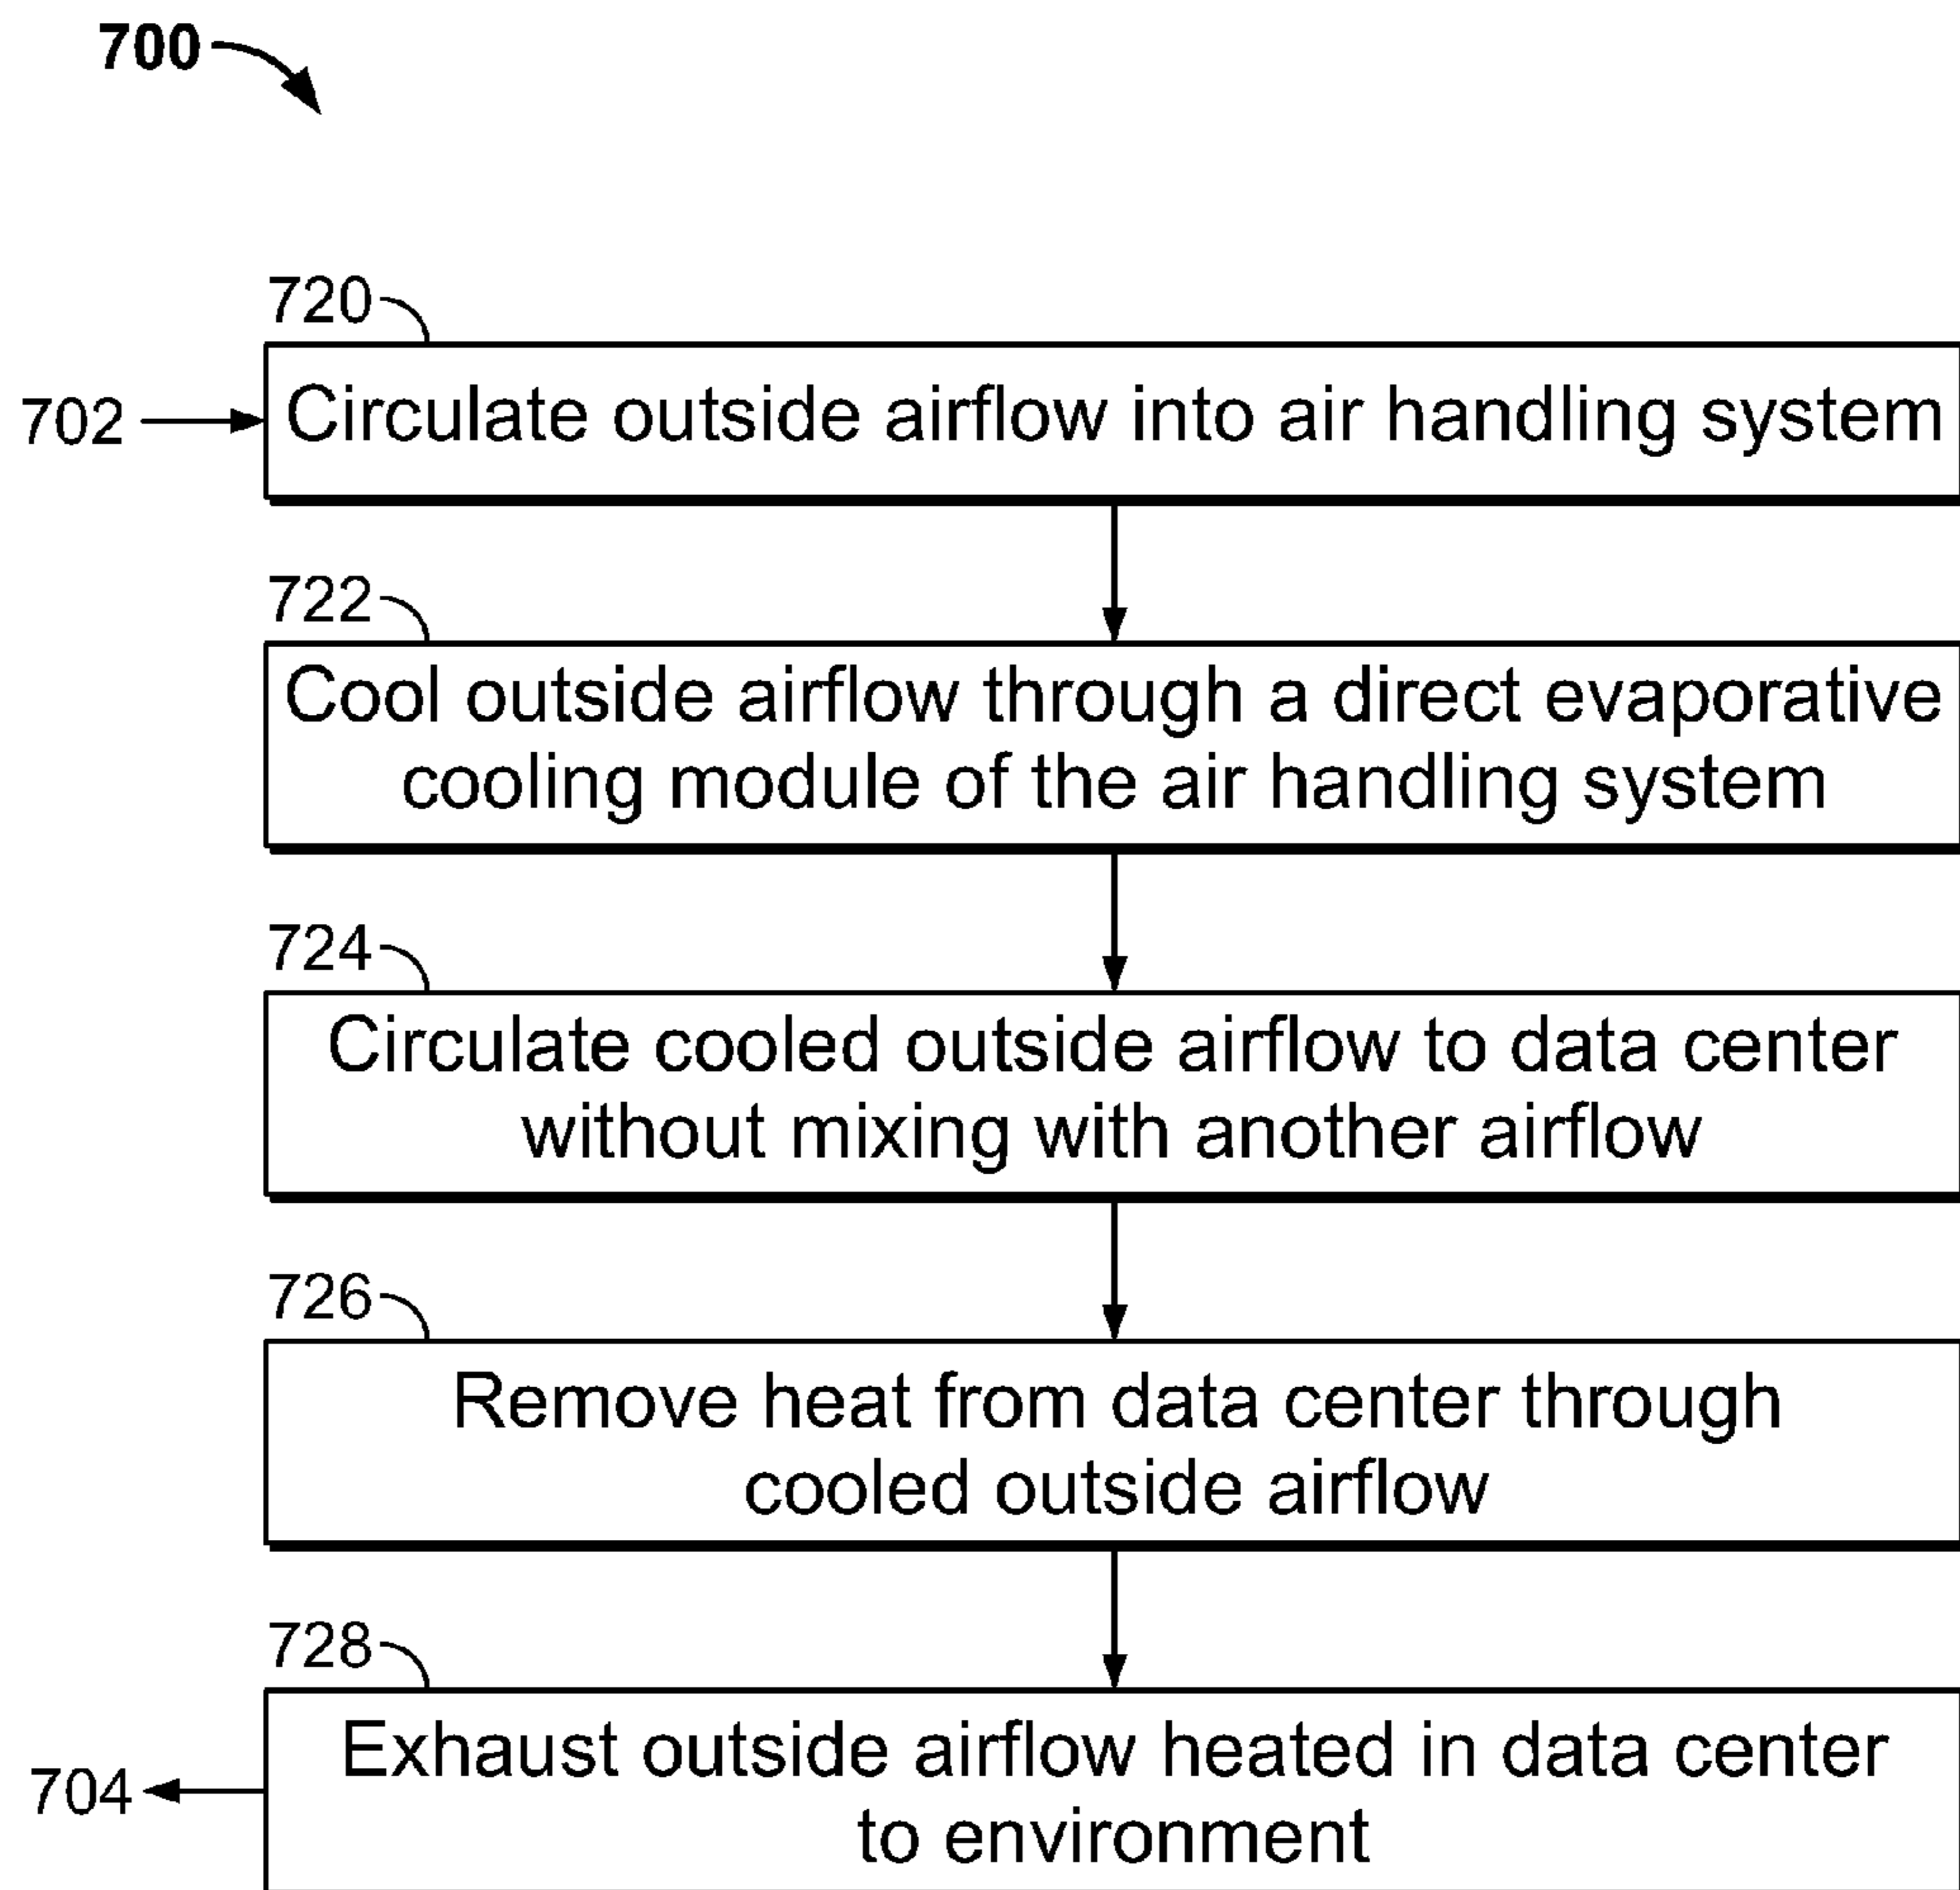 700
720
702
Circulate outside airflow into air handling system
722
Cool outside airflow through a direct evaporative
cooling module of the air handling system
724
Circulate cooled outside airflow to data center
without mixing with another airflow
726
Remove heat from data center through
cooled outside airflow
728
Exhaust outside airflow heated in data center
704
to environment